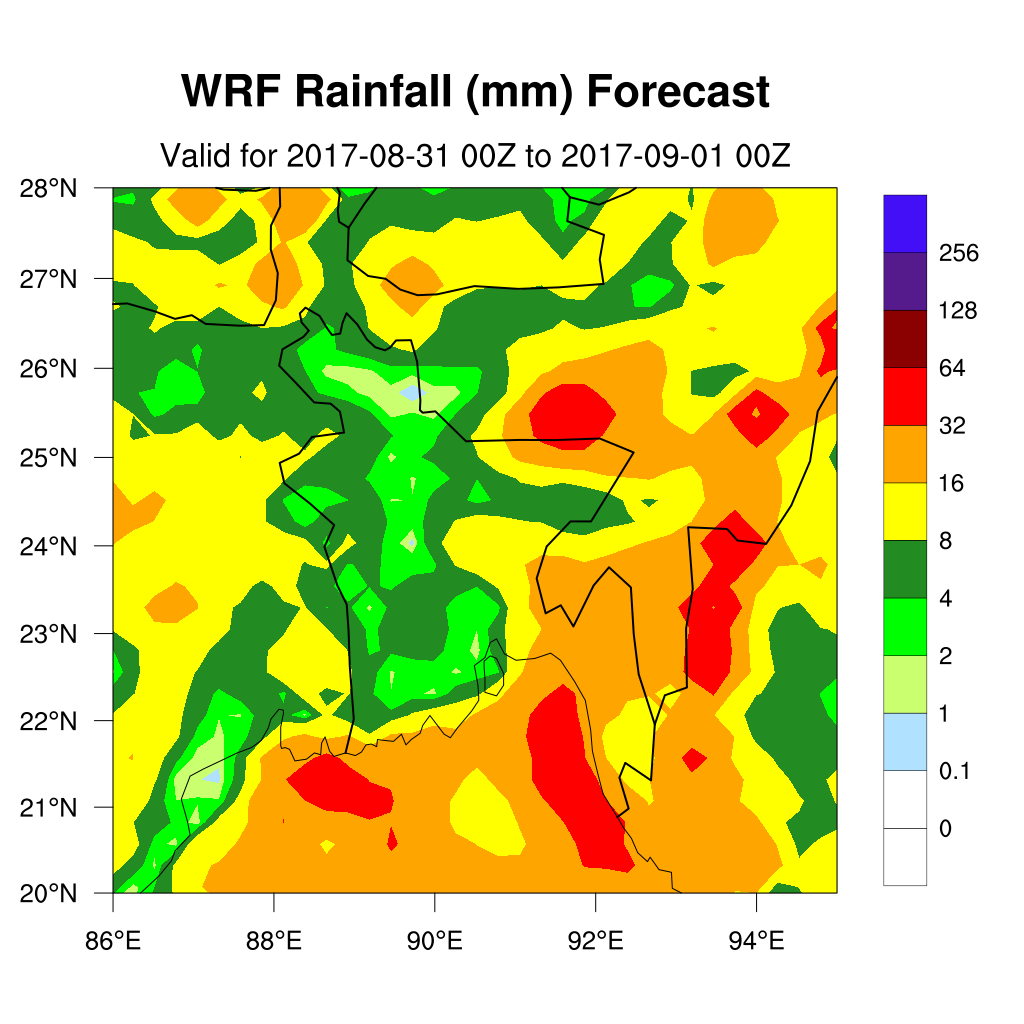 WRF Rainfall (mm) Forecast
Valid for 2017-08-31 00Z to 2017-09-01 00Z
28°N
27°N
26°N
25°N
24°N
23°N
22°N
21°N
20°N
86°E
88°E
90°E
92°E
94°E
256
128
64
32
16
8
4
2
1
0.1
0